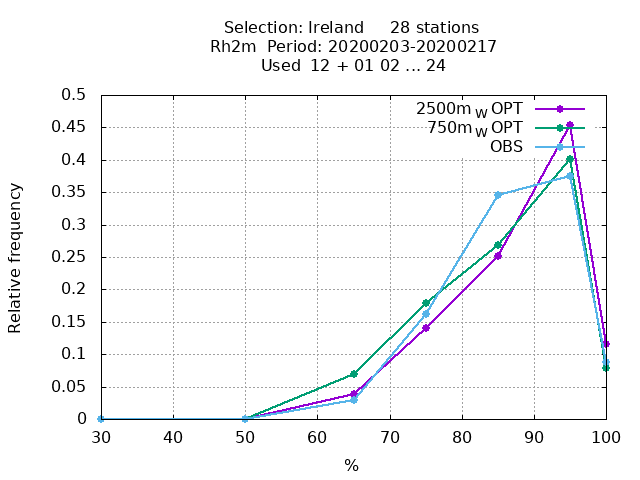 Selection: Ireland 28 stations
Rh2m Period: 20200203-20200217
Used 12 + 01 02 ... 24
0.5
0.45
0.4
0.35
0.3
0.25
0.2
0.15
0.1
0.05
0
Relative frequency
2500m W OPT
750m W OPT
OBS
30 40 50 60 70 80 90 100
%